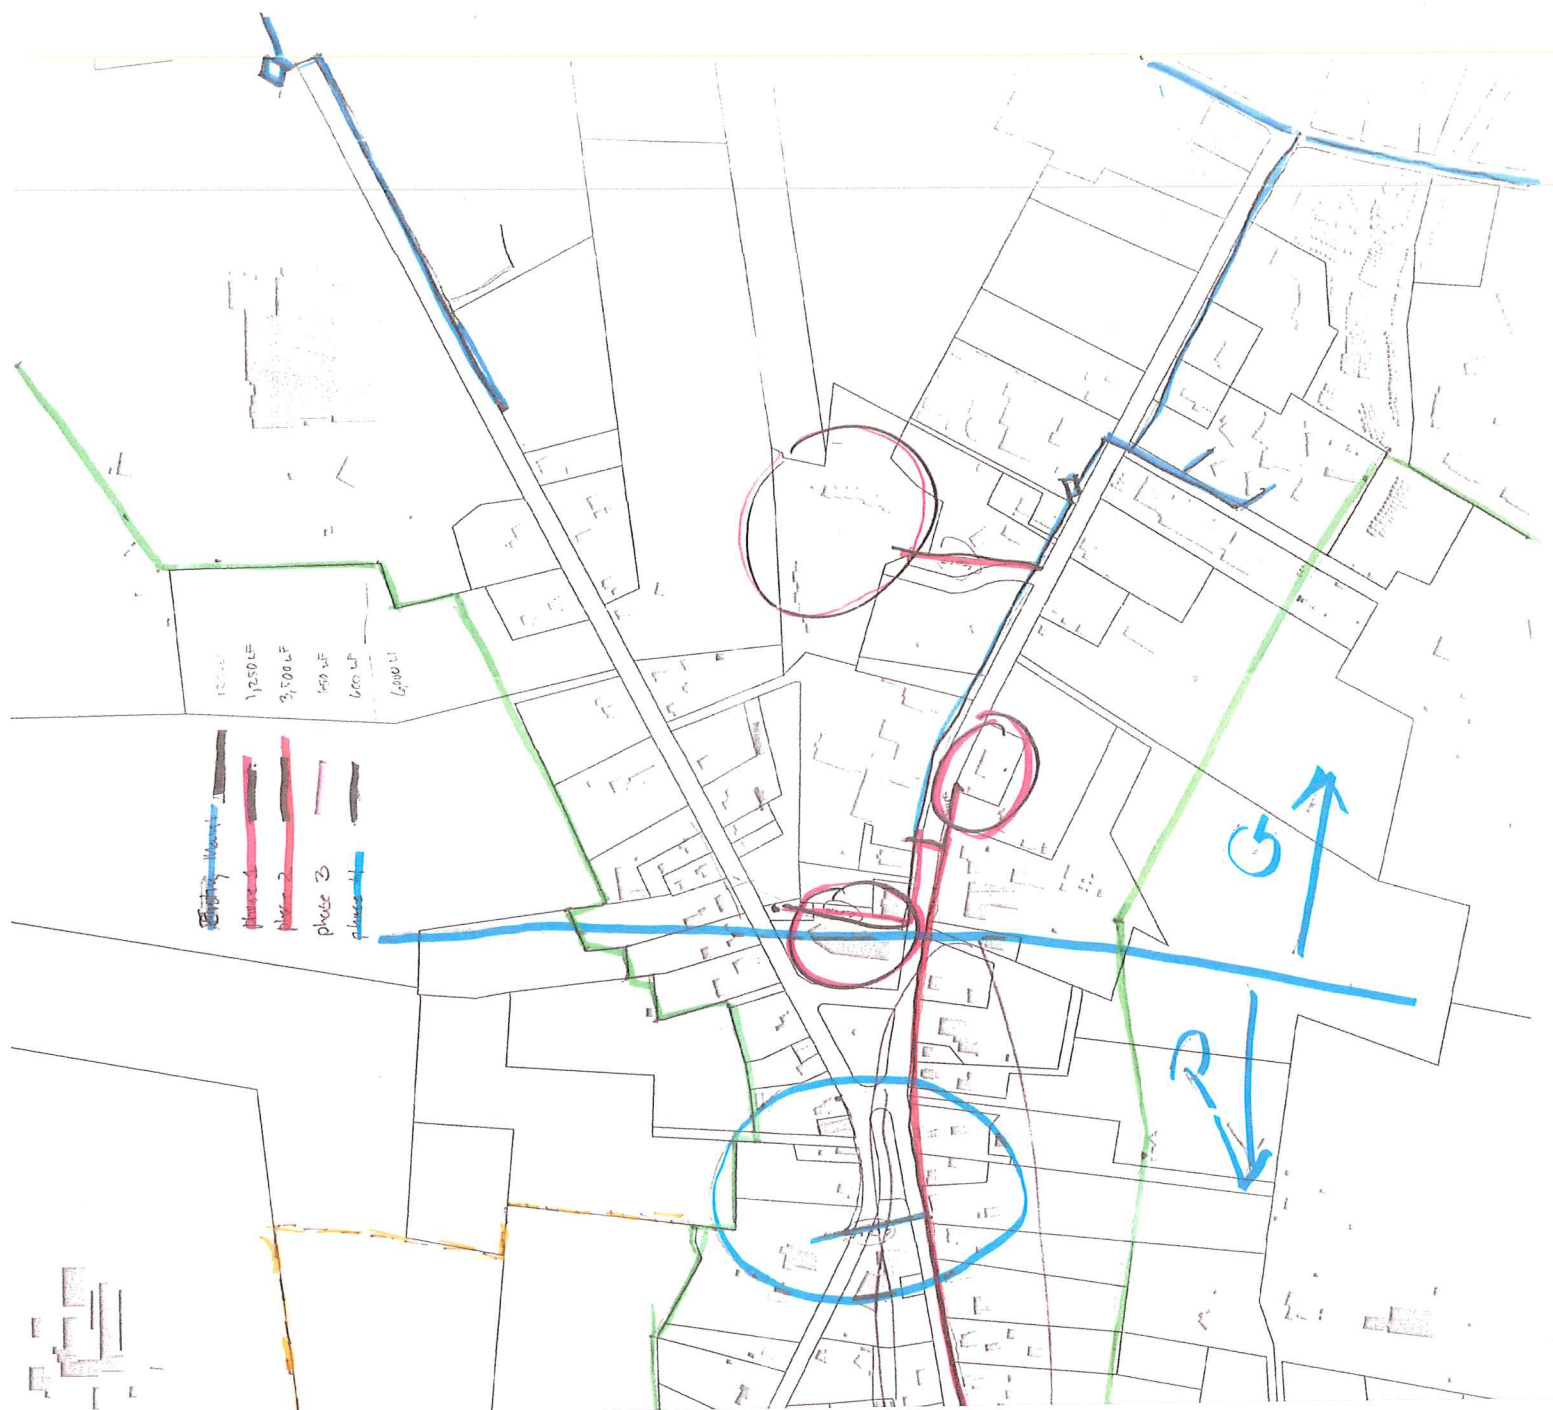 1,250 LF
3,500 LF
650 LF
600 LF
6,000 LF
Existing Main
phase 1
phase 2
phase 3
phase 4
G
P